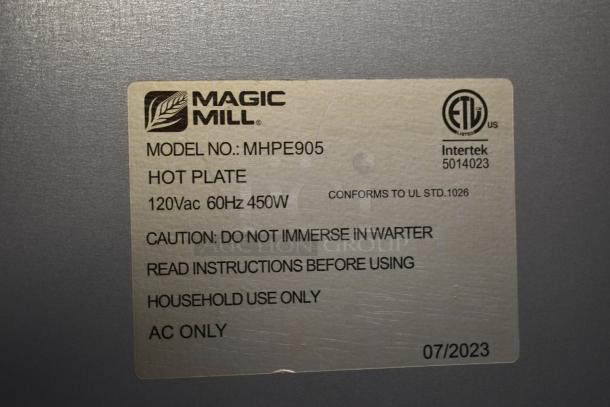 MAGIC
MILL®
ETL
LISTED
US
Intertek
5014023
MODEL NO.: MHPE905
HOT PLATE
120Vac 60Hz 450W
CONFORMS TO UL STD.1026
CAUTION: DO NOT IMMERSE IN WARTER
AUCTION GROUP
READ INSTRUCTIONS BEFORE USING
HOUSEHOLD USE ONLY
AC ONLY
07/2023